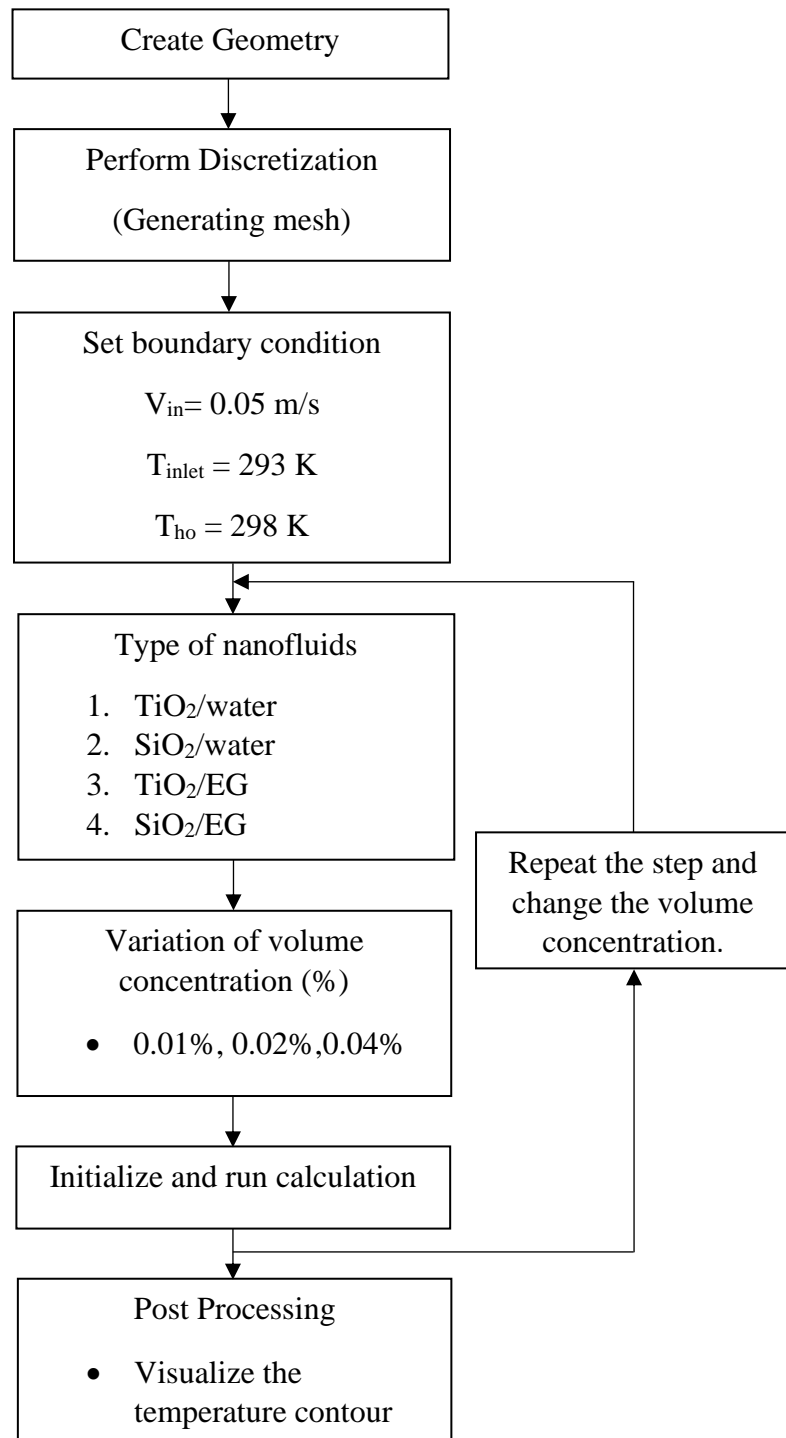 Create Geometry
Perform Discretization
(Generating mesh)
Set boundary condition
Vin= 0.05 m/s
Tinlet = 293 K
Tho = 298 K
Type of nanofluids
1. TiO2/water
2. SiO2/water
3. TiO2/EG
4. SiO2/EG
Repeat the step and
change the volume
concentration.
Variation of volume
concentration (%)
• 0.01%, 0.02%,0.04%
Initialize and run calculation
Post Processing
• Visualize the
temperature contour